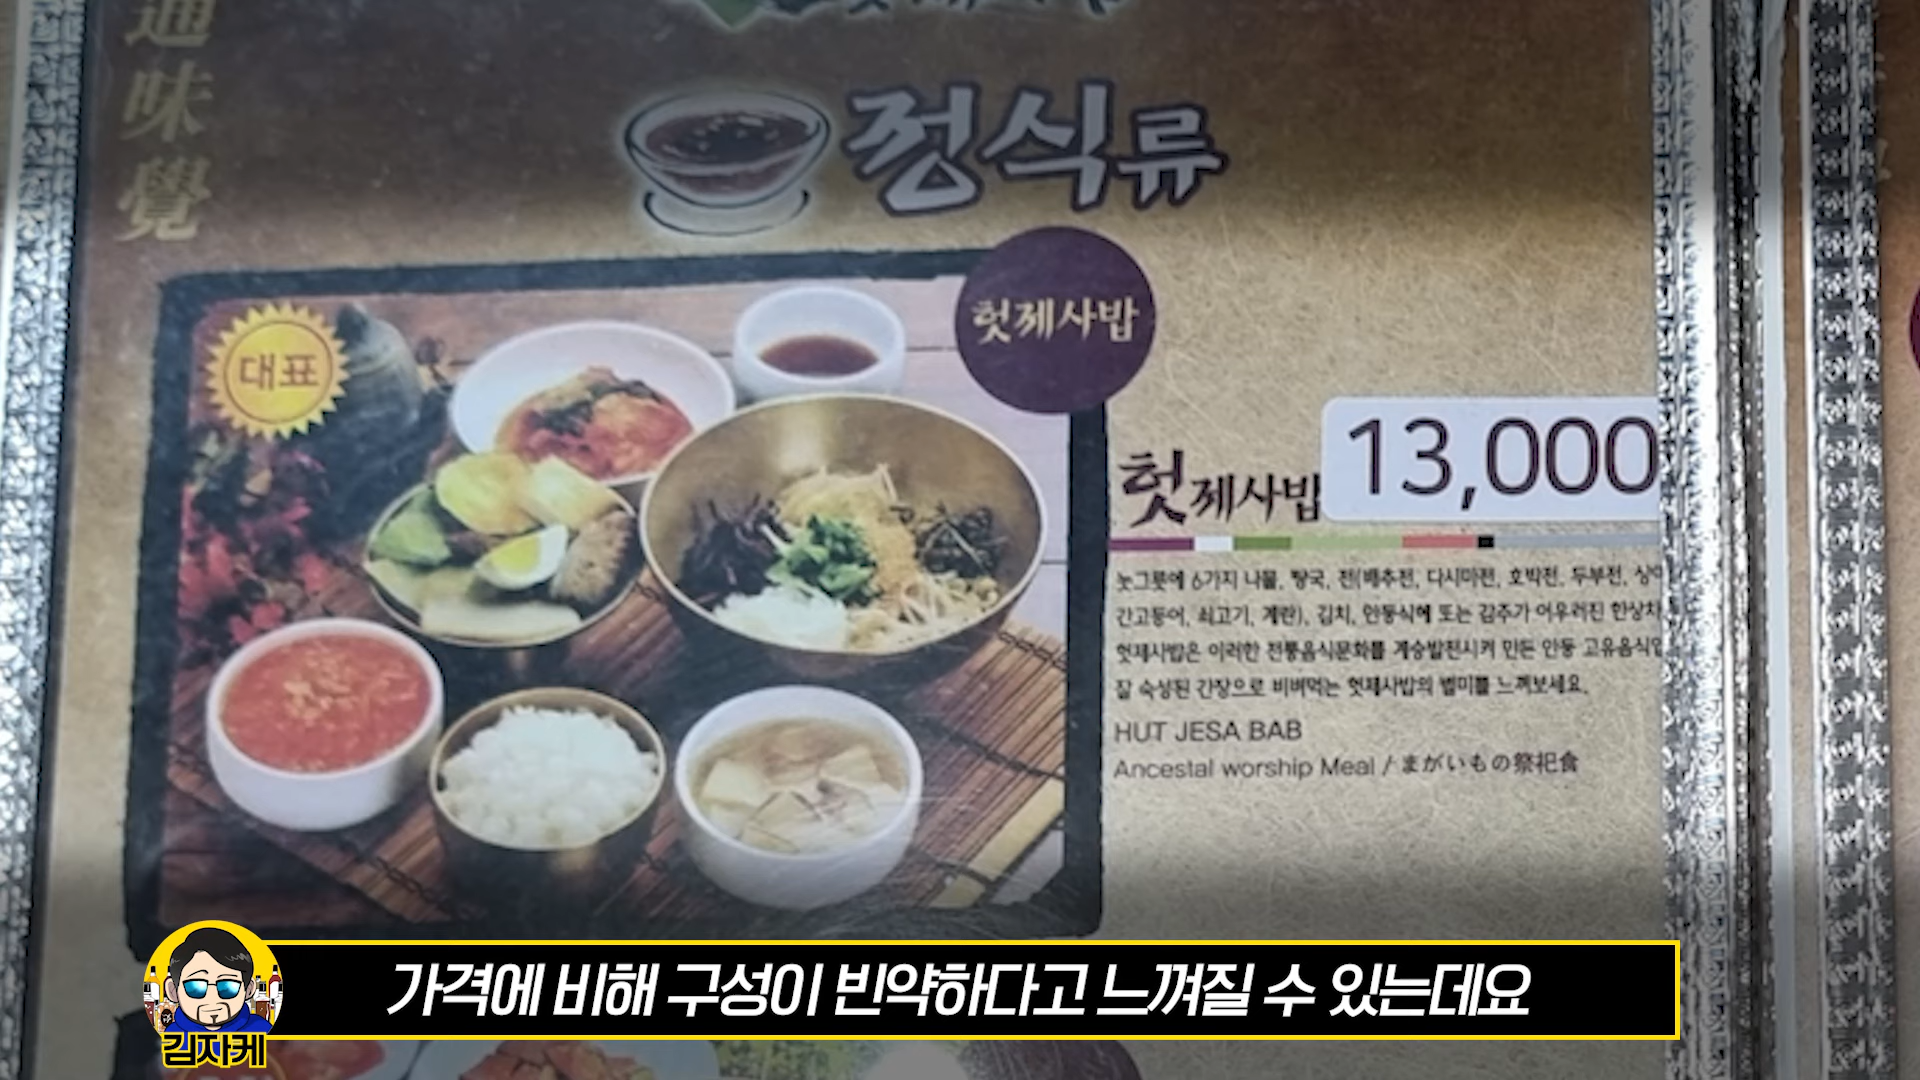 通
味
覺
정식류
대표
헛제사밥
헛제사밥 13,000
놋그릇에 6가지 나물, 탕국, 전(배추전, 다시마전, 호박전, 두부전,
간고등어, 쇠고기, 계란), 김치, 안동식혜 또는 감주가 어우러진
헛제사밥은 이러한 전통음식문화를 계승발전시켜 만든 안동
잘 숙성된 간장으로 비벼먹는 헛제사밥의 별미를 느껴보세요.
HUT JESA BAB
Ancestal worship Meal / まがいもの祭祀食
가격에 비해 구성이 빈약하다고 느껴질 수 있는데요
김자케